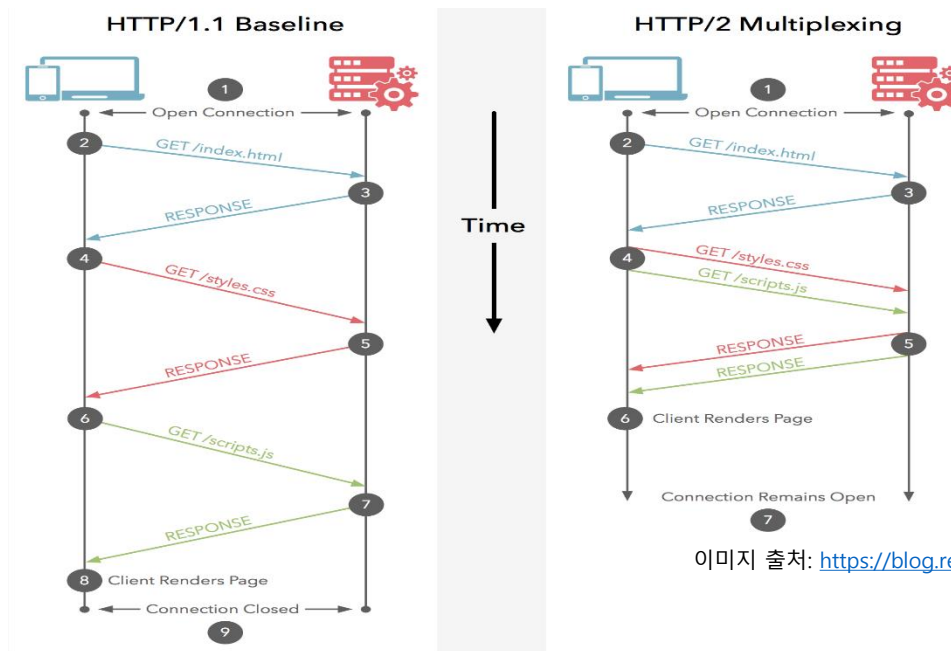 HTTP/1.1 Baseline
1
Open Connection
2
GET /index.html
3
RESPONSE
4
GET /styles.css
5
RESPONSE
6
GET /scripts.js
7
RESPONSE
8 Client Renders Page
Connection Closed
9
Time
HTTP/2 Multiplexing
1
Open Connection
2
GET /index.html
3
RESPONSE
4
GET /styles.css
GET /scripts.js
5
RESPONSE
RESPONSE
6 Client Renders Page
Connection Remains Open
7
이미지 출처: https://blog.re